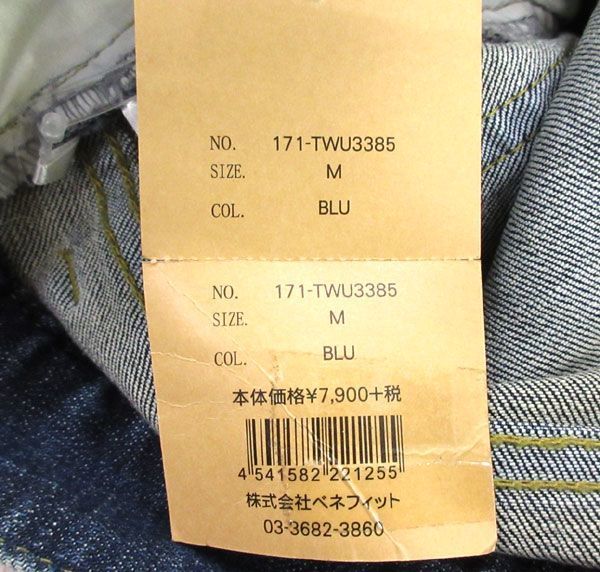 NO. 171-TWU3385
SIZE. M
COL. BLU
NO. 171-TWU3385
SIZE. M
COL. BLU
本体価格¥7,900+税
4 541582 221255
株式会社ベネフィット
03-3682-3860